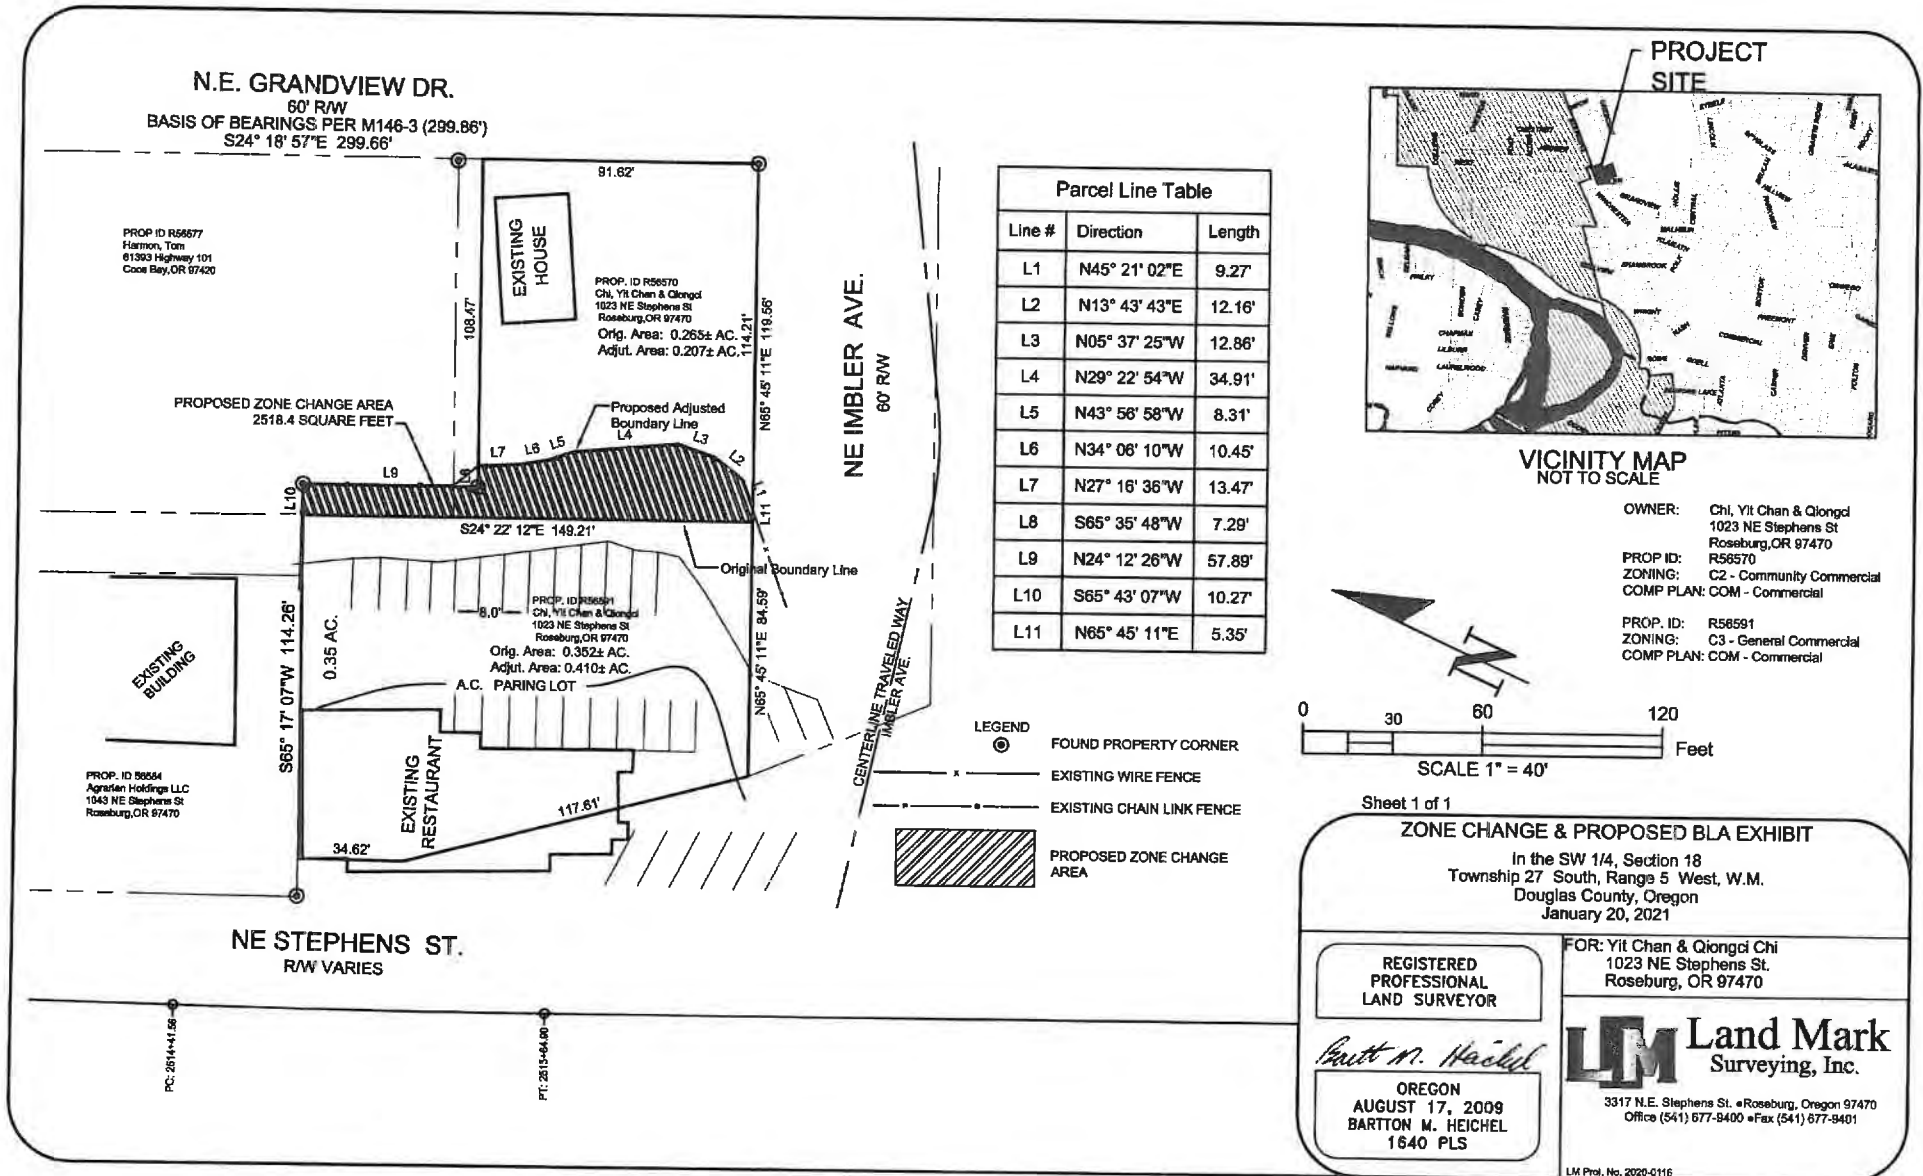 N.E. GRANDVIEW DR.
60' R/W
BASIS OF BEARINGS PER M146-3 (299.86')
S24° 18' 57"E 299.66'
91.62'
PROP ID R56577
Harmon, Tom
61393 Highway 101
Coos Bay, OR 97420
EXISTING
HOUSE
108.47'
PROP. ID R56570
Chi, Yit Chan & Qiongci
1023 NE Stephens St
Roseburg, OR 97470
Orig. Area: 0.265± AC.
Adjut. Area: 0.207± AC.
114.21'
N65° 45' 11"E 119.56'
NE IMBLER AVE.
60' R/W
PROPOSED ZONE CHANGE AREA
2518.4 SQUARE FEET
Proposed Adjusted
Boundary Line
L7
L6
L5
L4
L3
L2
L1
L8
L9
L10
L11
S24° 22' 12"E 149.21'
Original Boundary Line
8.0'
PROP. ID R56591
Chi, Yit Chan & Qiongci
1023 NE Stephens St
Roseburg, OR 97470
Orig. Area: 0.352± AC.
Adjut. Area: 0.410± AC.
0.35 AC.
A.C. PARING LOT
N65° 45' 11"E 84.59'
S65° 17' 07"W 114.26'
EXISTING
BUILDING
PROP. ID 56584
Agrarian Holdings LLC
1043 NE Stephens St
Roseburg, OR 97470
EXISTING
RESTAURANT
34.62'
117.61'
CENTERLINE TRAVELED WAY
IMBLER AVE.
NE STEPHENS ST.
R/W VARIES
PC: 2514+41.56
PT: 2515+64.90
Parcel Line Table
Line # Direction Length
L1 N45° 21' 02"E 9.27'
L2 N13° 43' 43"E 12.16'
L3 N05° 37' 25"W 12.86'
L4 N29° 22' 54"W 34.91'
L5 N43° 56' 58"W 8.31'
L6 N34° 06' 10"W 10.45'
L7 N27° 16' 36"W 13.47'
L8 S65° 35' 48"W 7.29'
L9 N24° 12' 26"W 57.89'
L10 S65° 43' 07"W 10.27'
L11 N65° 45' 11"E 5.35'
LEGEND
FOUND PROPERTY CORNER
EXISTING WIRE FENCE
EXISTING CHAIN LINK FENCE
PROPOSED ZONE CHANGE
AREA
PROJECT
SITE
VICINITY MAP
NOT TO SCALE
OWNER: Chi, Yit Chan & Qiongci
1023 NE Stephens St
Roseburg, OR 97470
PROP ID: R56570
ZONING: C2 - Community Commercial
COMP PLAN: COM - Commercial
PROP. ID: R56591
ZONING: C3 - General Commercial
COMP PLAN: COM - Commercial
N
0 30 60 120
Feet
SCALE 1" = 40'
Sheet 1 of 1
ZONE CHANGE & PROPOSED BLA EXHIBIT
In the SW 1/4, Section 18
Township 27 South, Range 5 West, W.M.
Douglas County, Oregon
January 20, 2021
REGISTERED
PROFESSIONAL
LAND SURVEYOR
Bartt M. Heichel
OREGON
AUGUST 17, 2009
BARTTON M. HEICHEL
1640 PLS
FOR: Yit Chan & Qiongci Chi
1023 NE Stephens St.
Roseburg, OR 97470
LM
Land Mark
Surveying, Inc.
3317 N.E. Stephens St. • Roseburg, Oregon 97470
Office (541) 677-9400 • Fax (541) 677-9401
LM Proj. No. 2020-0116